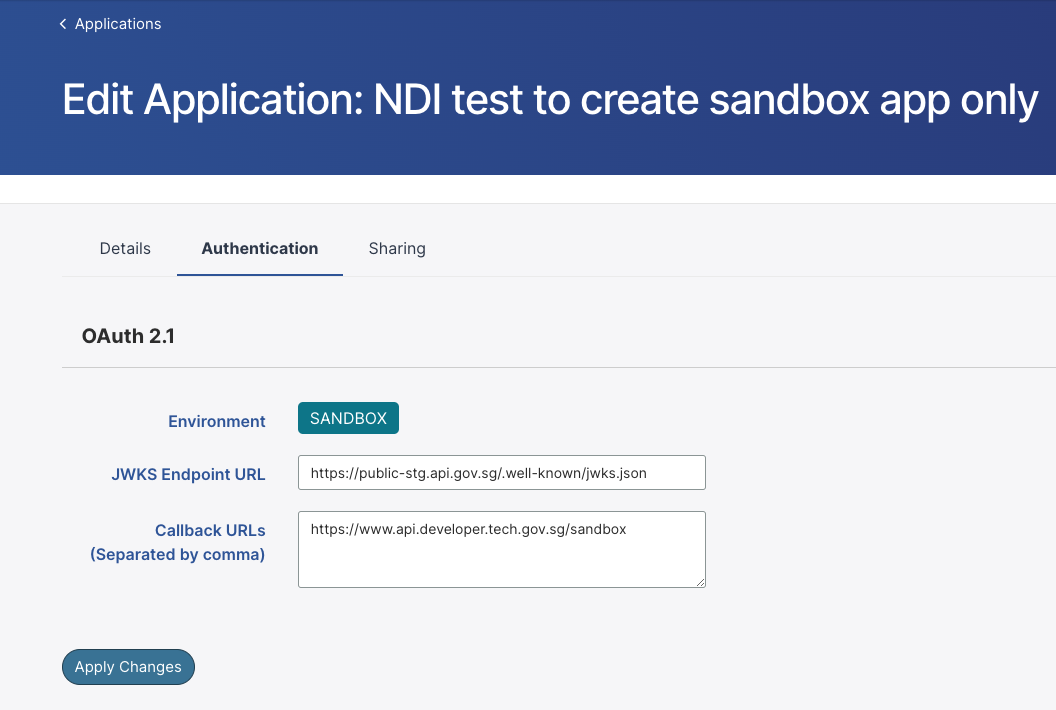 Applications
Edit Application: NDI test to create sandbox app only
Details Authentication Sharing
OAuth 2.1
Environment SANDBOX
JWKS Endpoint URL https://public-stg.api.gov.sg/.well-known/jwks.json
Callback URLs https://www.api.developer.tech.gov.sg/sandbox
(Separated by comma)
Apply Changes